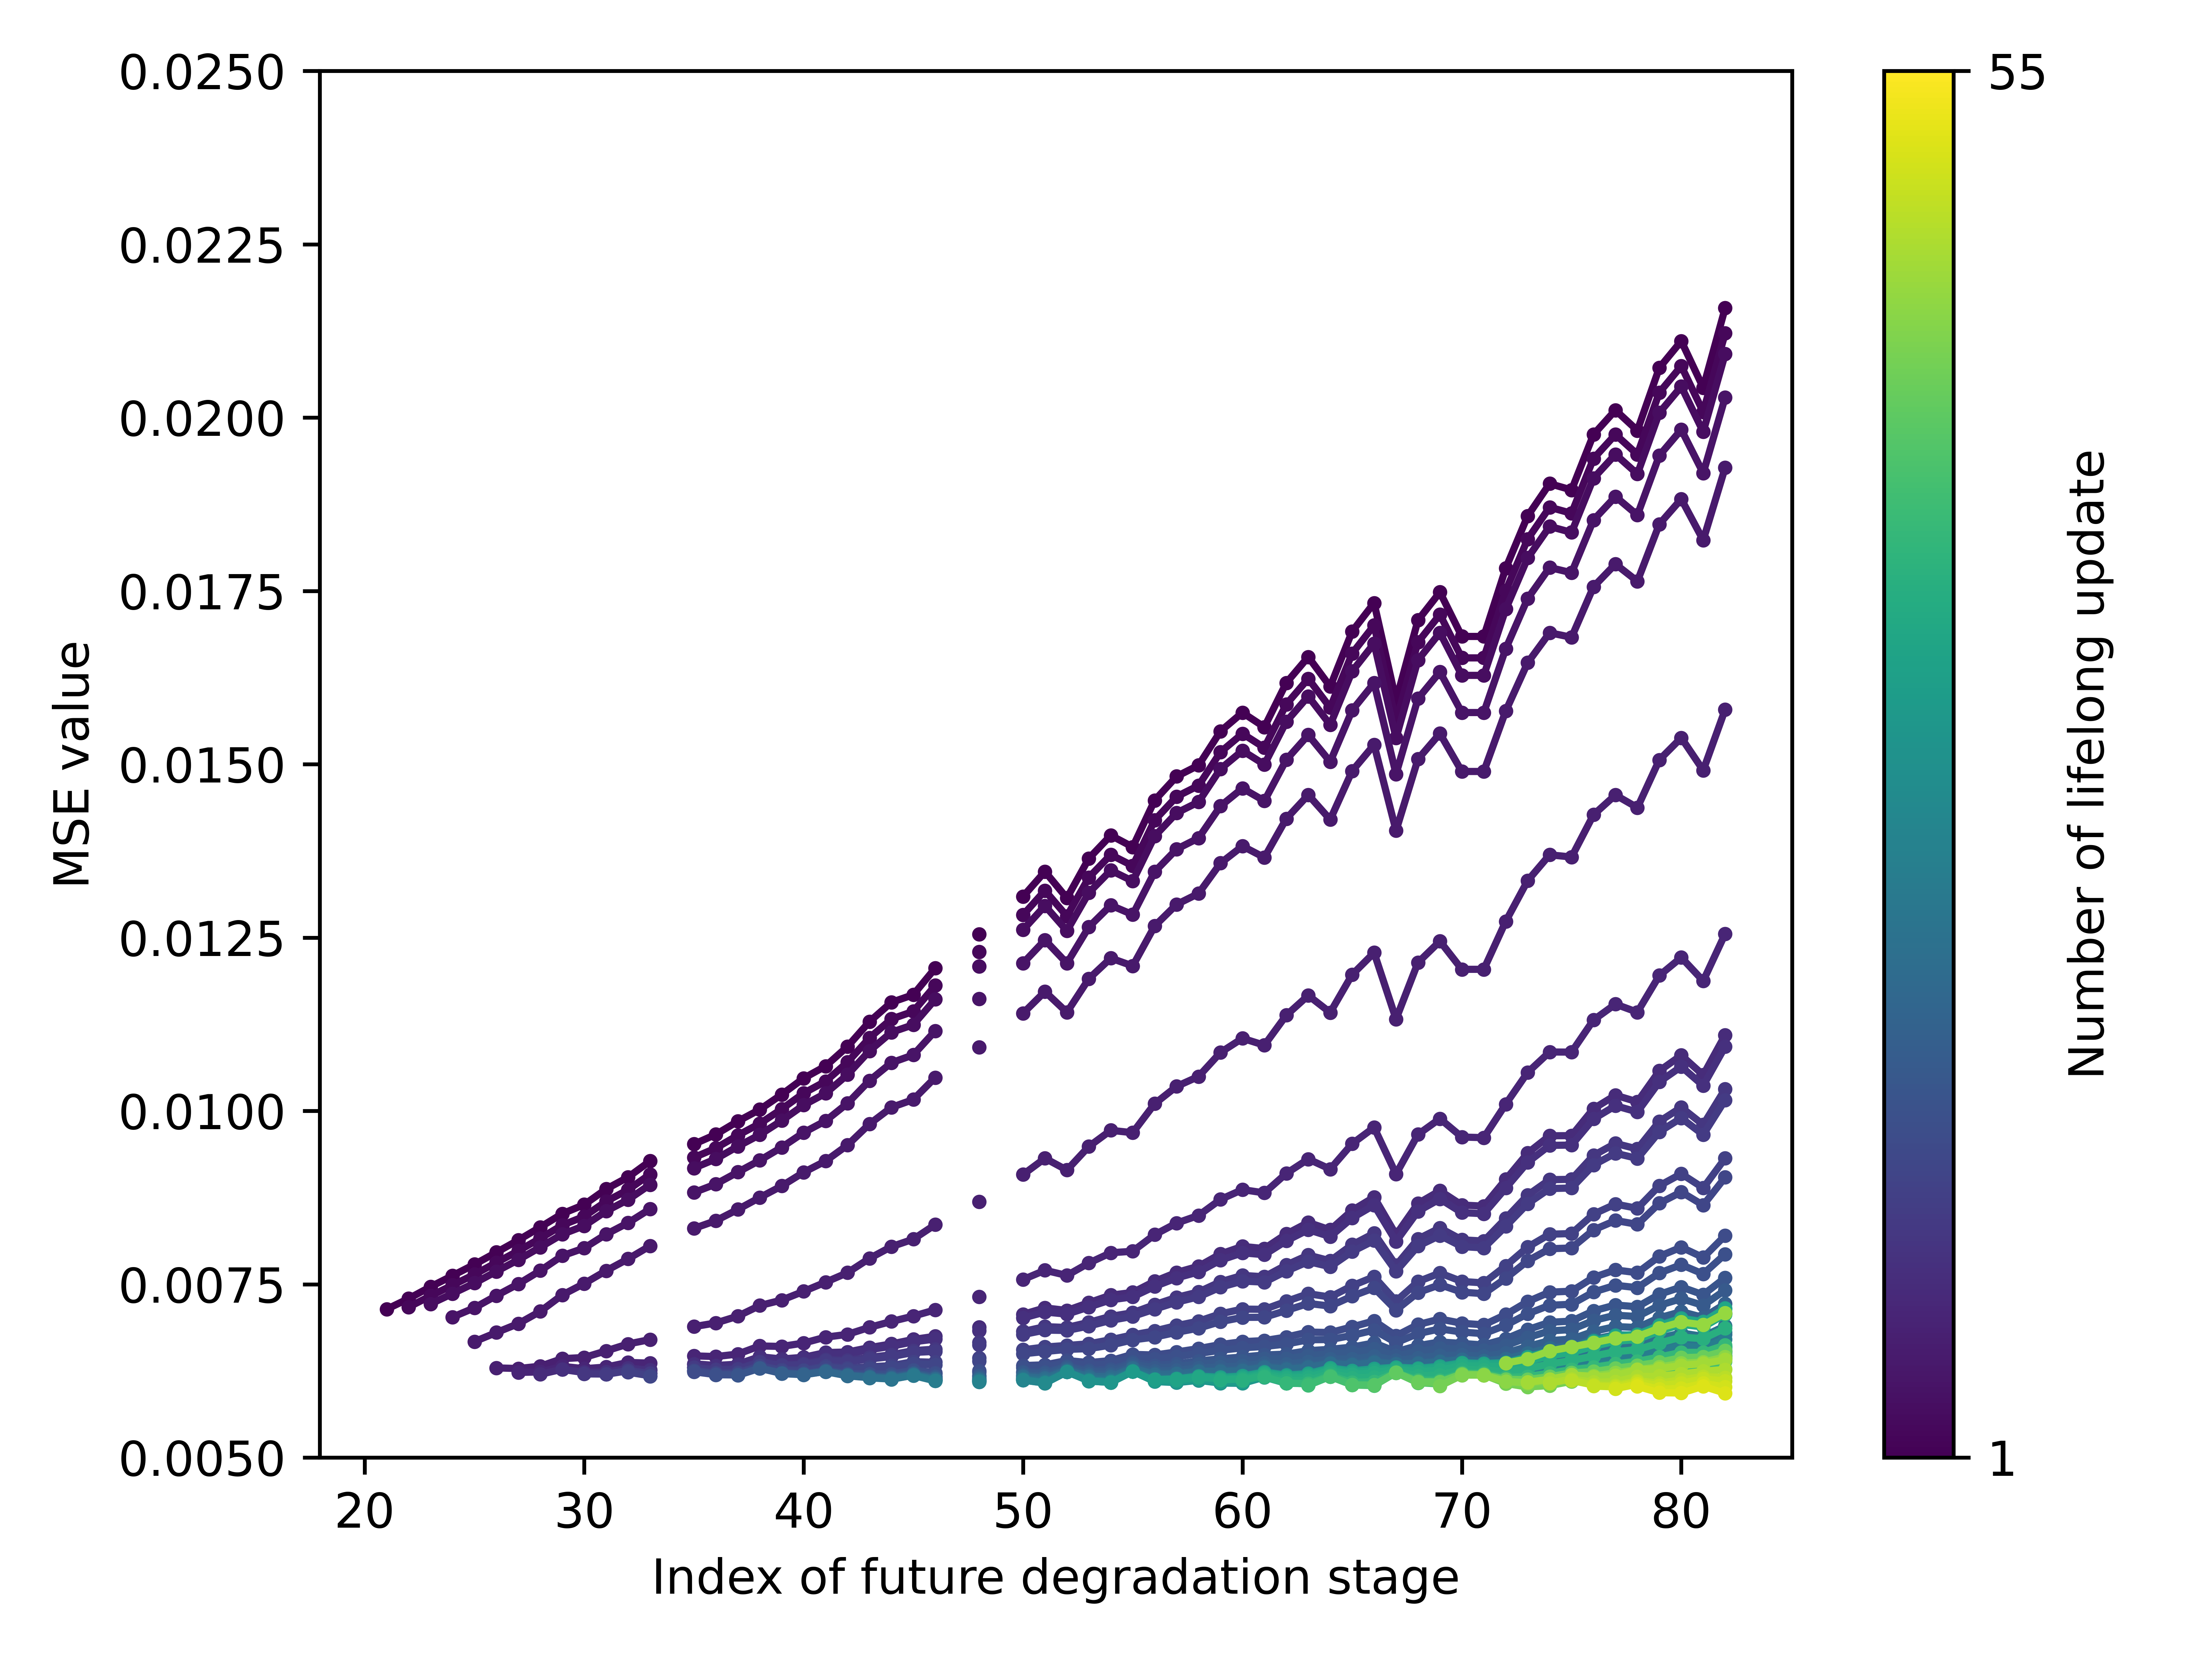 0.0250
0.0225
0.0200
0.0175
0.0150
0.0125
0.0100
0.0075
0.0050
MSE value
20 30 40 50 60 70 80
Index of future degradation stage
55
1
Number of lifelong update